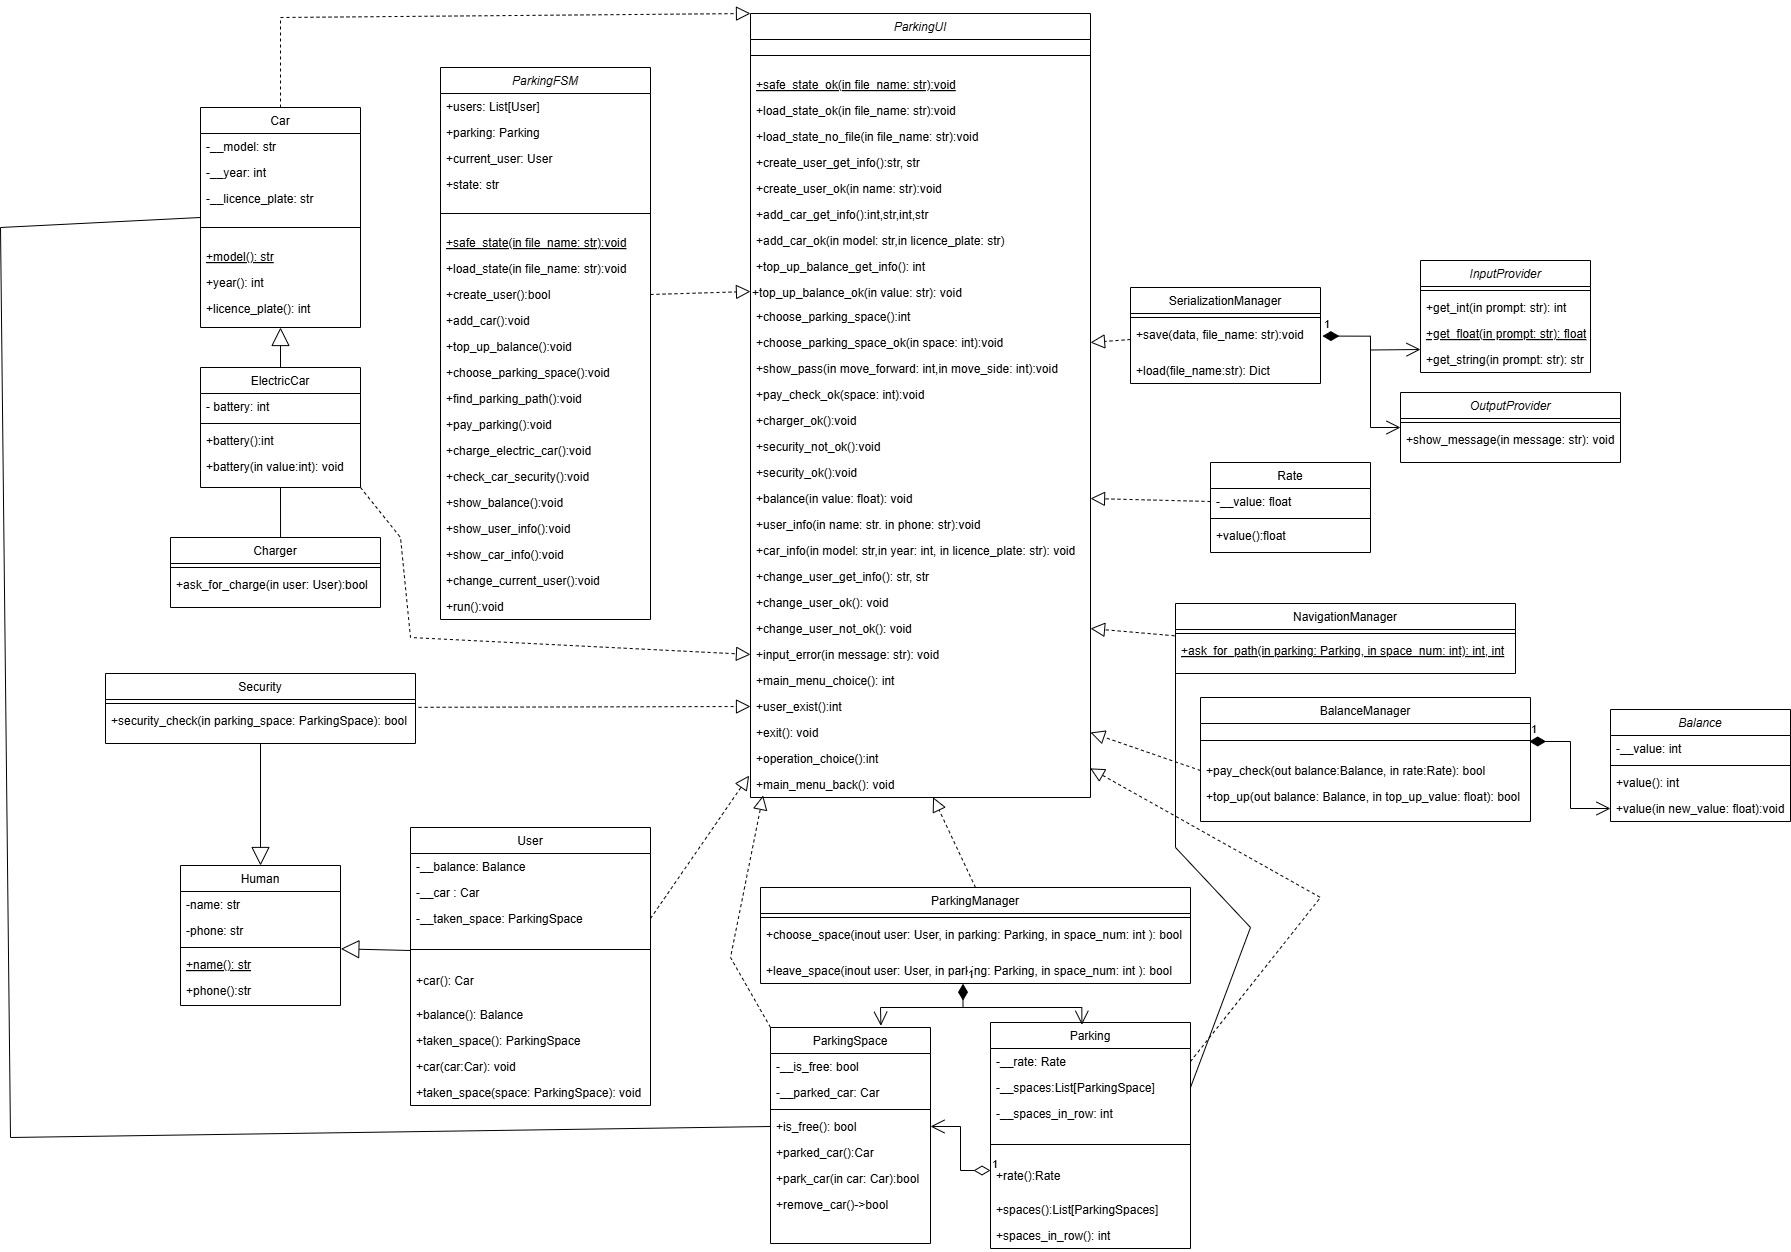 ParkingUI
+safe_state_ok(in file_name: str):void
+load_state_ok(in file_name: str):void
+load_state_no_file(in file_name: str):void
+create_user_get_info():str, str
+create_user_ok(in name: str):void
+add_car_get_info():int,str,int,str
+add_car_ok(in model: str,in licence_plate: str)
+top_up_balance_get_info(): int
+top_up_balance_ok(in value: str): void
+choose_parking_space():int
+choose_parking_space_ok(in space: int):void
+show_pass(in move_forward: int,in move_side: int):void
+pay_check_ok(space: int):void
+charger_ok():void
+security_not_ok():void
+security_ok():void
+balance(in value: float): void
+user_info(in name: str. in phone: str):void
+car_info(in model: str,in year: int, in licence_plate: str): void
+change_user_get_info(): str, str
+change_user_ok(): void
+change_user_not_ok(): void
+input_error(in message: str): void
+main_menu_choice(): int
+user_exist():int
+exit(): void
+operation_choice():int
+main_menu_back(): void
ParkingFSM
+users: List[User]
+parking: Parking
+current_user: User
+state: str
+safe_state(in file_name: str):void
+load_state(in file_name: str):void
+create_user():bool
+add_car():void
+top_up_balance():void
+choose_parking_space():void
+find_parking_path():void
+pay_parking():void
+charge_electric_car():void
+check_car_security():void
+show_balance():void
+show_user_info():void
+show_car_info():void
+change_current_user():void
+run():void
Car
-__model: str
-__year: int
-__licence_plate: str
+model(): str
+year(): int
+licence_plate(): int
ElectricCar
- battery: int
+battery():int
+battery(in value:int): void
Charger
+ask_for_charge(in user: User):bool
Security
+security_check(in parking_space: ParkingSpace): bool
Human
-name: str
-phone: str
+name(): str
+phone():str
User
-__balance: Balance
-__car : Car
-__taken_space: ParkingSpace
+car(): Car
+balance(): Balance
+taken_space(): ParkingSpace
+car(car:Car): void
+taken_space(space: ParkingSpace): void
SerializationManager
+save(data, file_name: str):void
+load(file_name:str): Dict
1
InputProvider
+get_int(in prompt: str): int
+get_float(in prompt: str): float
+get_string(in prompt: str): str
OutputProvider
+show_message(in message: str): void
Rate
-__value: float
+value():float
NavigationManager
+ask_for_path(in parking: Parking, in space_num: int): int, int
BalanceManager
+pay_check(out balance:Balance, in rate:Rate): bool
+top_up(out balance: Balance, in top_up_value: float): bool
1
Balance
-__value: int
+value(): int
+value(in new_value: float):void
ParkingManager
+choose_space(inout user: User, in parking: Parking, in space_num: int ): bool
+leave_space(inout user: User, in parking: Parking, in space_num: int ): bool
1
ParkingSpace
-__is_free: bool
-__parked_car: Car
+is_free(): bool
+parked_car():Car
+park_car(in car: Car):bool
+remove_car()->bool
Parking
-__rate: Rate
-__spaces:List[ParkingSpace]
-__spaces_in_row: int
1
+rate():Rate
+spaces():List[ParkingSpaces]
+spaces_in_row(): int